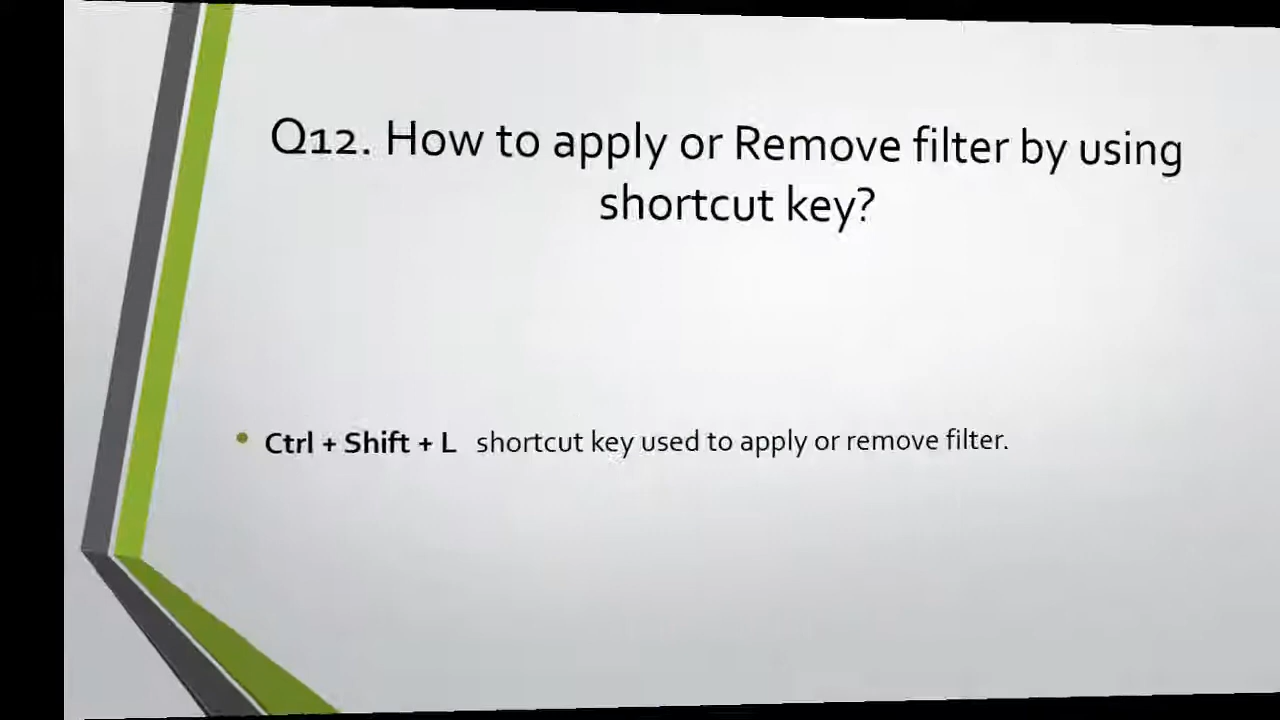 Q12. How to apply or Remove filter by using
shortcut key?
• Ctrl + Shift + L shortcut key used to apply or remove filter.